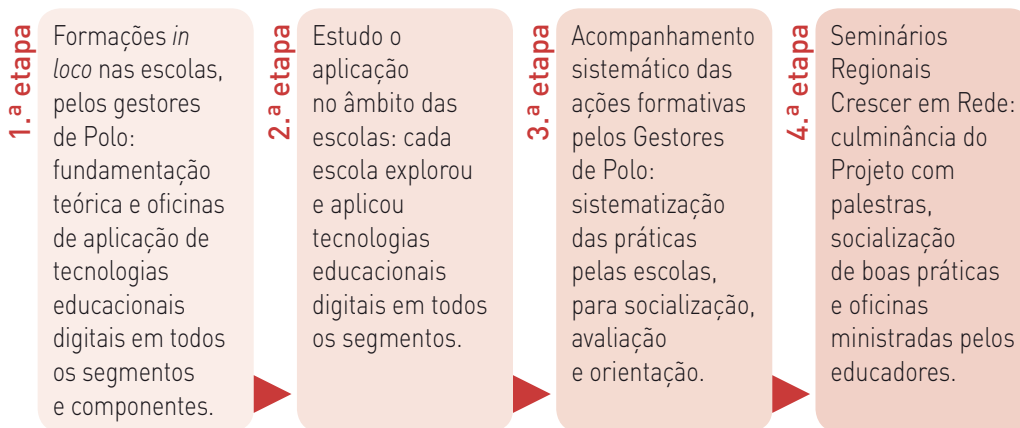 1.ª etapa
Formações in
loco nas escolas,
pelos gestores
de Polo:
fundamentação
teórica e oficinas
de aplicação de
tecnologias
educacionais
digitais em todos
os segmentos
e componentes.
2.ª etapa
Estudo o
aplicação
no âmbito das
escolas: cada
escola explorou
e aplicou
tecnologias
educacionais
digitais em todos
os segmentos.
3.ª etapa
Acompanhamento
sistemático das
ações formativas
pelos Gestores
de Polo:
sistematização
das práticas
pelas escolas,
para socialização,
avaliação
e orientação.
4.ª etapa
Seminários
Regionais
Crescer em Rede:
culminância do
Projeto com
palestras,
socialização
de boas práticas
e oficinas
ministradas pelos
educadores.